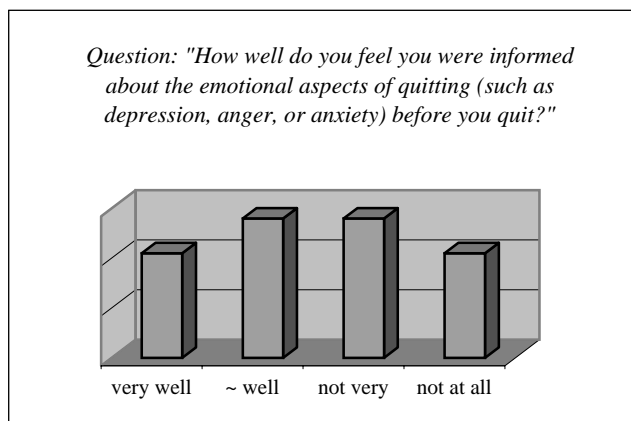 Question: "How well do you feel you were informed
about the emotional aspects of quitting (such as
depression, anger, or anxiety) before you quit?"
very well ~ well not very not at all